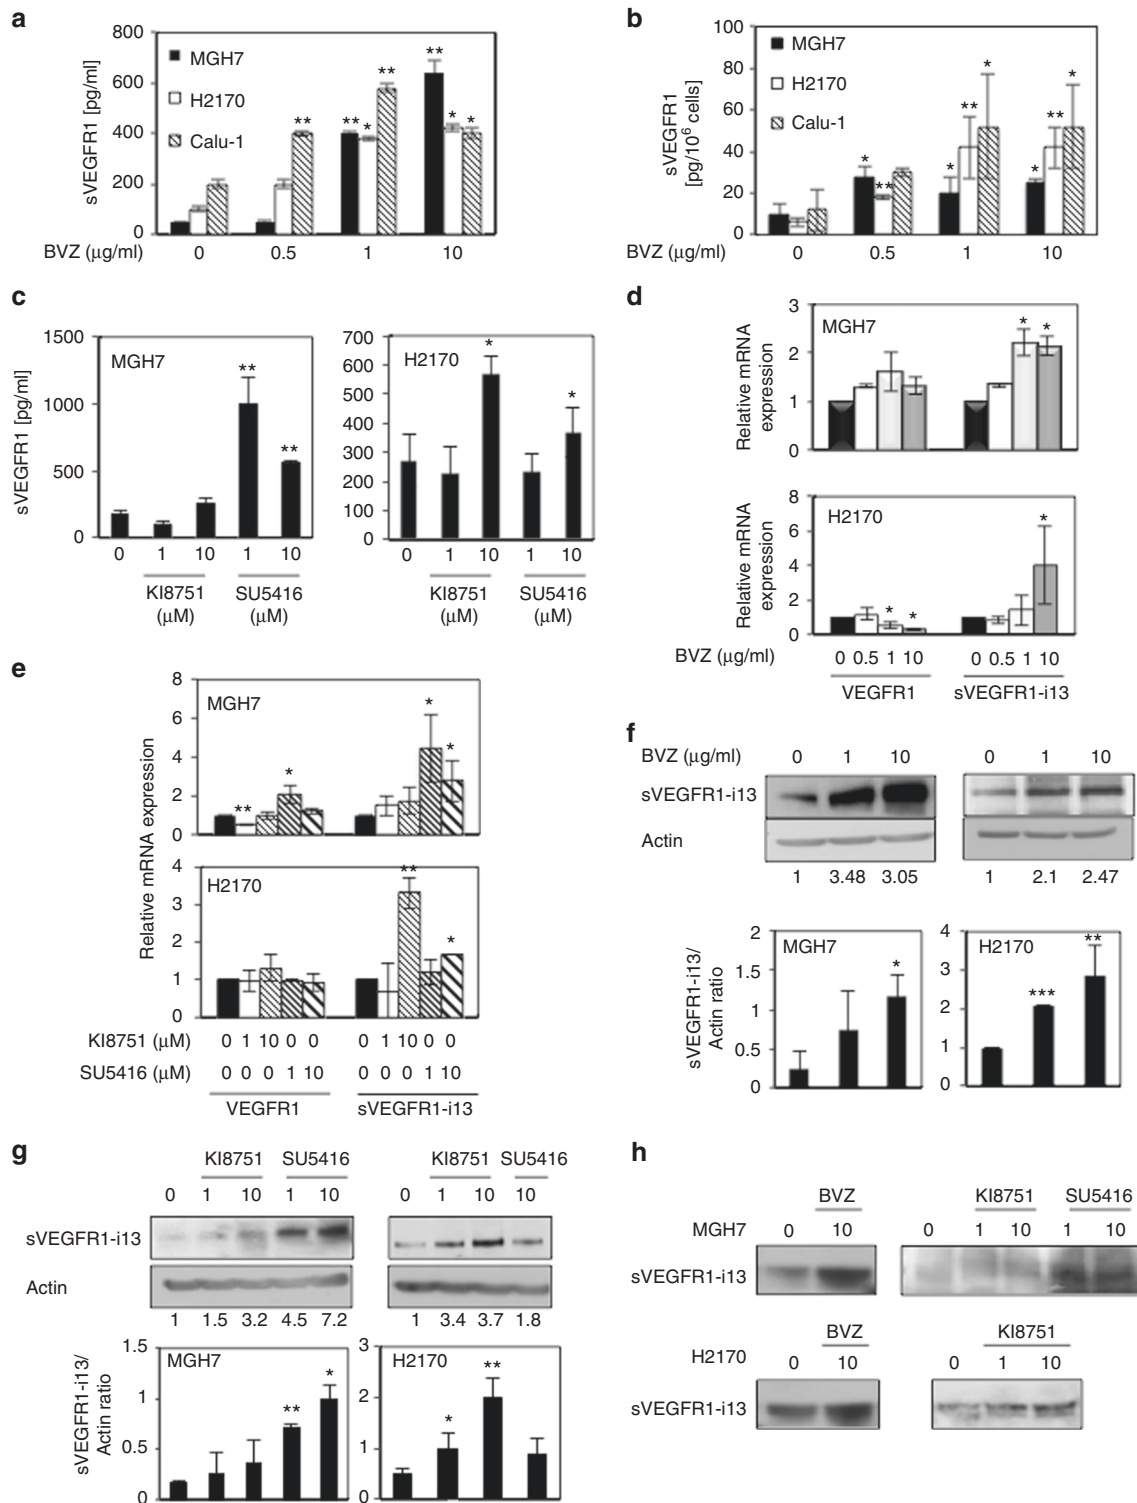 a
800
600
400
200
0
sVEGFR1 [pg/ml]
MGH7
H2170
Calu-1
** ** * ** ** * *
BVZ (µg/ml) 0 0.5 1 10
b
100
80
60
40
20
0
sVEGFR1
[pg/10⁶ cells]
MGH7
H2170
Calu-1
* ** * ** * * ** *
BVZ (µg/ml) 0 0.5 1 10
c
1500
1000
500
0
sVEGFR1 [pg/ml]
MGH7
** **
0 1 10 1 10
KI8751 SU5416
(µM) (µM)
700
600
500
400
300
200
100
0
H2170
* *
0 1 10 1 10
KI8751 SU5416
(µM) (µM)
d
3
2
1
0
Relative mRNA
expression
MGH7
* *
8
6
4
2
0
Relative mRNA
expression
H2170
* * *
BVZ (µg/ml) 0 0.5 1 10 0 0.5 1 10
VEGFR1 sVEGFR1-i13
e
Relative mRNA expression
8
6
4
2
0
MGH7
** * * *
4
3
2
1
0
H2170
** *
KI8751 (µM) 0 1 10 0 0 0 1 10 0 0
SU5416 (µM) 0 0 0 1 10 0 0 0 1 10
VEGFR1 sVEGFR1-i13
f
BVZ (µg/ml) 0 1 10 0 1 10
sVEGFR1-i13
Actin
1 3.48 3.05 1 2.1 2.47
sVEGFR1-i13/
Actin ratio
2
1.5
1
0.5
0
MGH7
*
4
3
2
1
0
H2170
*** **
g
KI8751 SU5416 KI8751 SU5416
0 1 10 1 10 0 1 10 10
sVEGFR1-i13
Actin
1 1.5 3.2 4.5 7.2 1 3.4 3.7 1.8
sVEGFR1-i13/
Actin ratio
1.5
1
0.5
0
MGH7
** *
3
2
1
0
H2170
* **
h
BVZ KI8751 SU5416
MGH7 0 10 0 1 10 1 10
sVEGFR1-i13
BVZ KI8751
H2170 0 10 0 1 10
sVEGFR1-i13